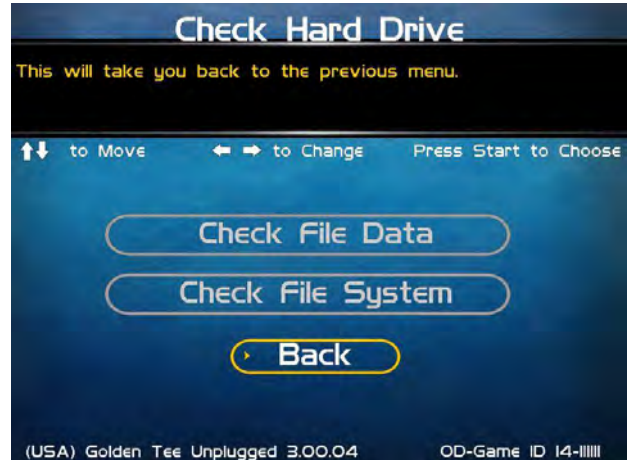 Check Hard Drive
This will take you back to the previous menu.
↑↓ to Move ← → to Change Press Start to Choose
Check File Data
Check File System
Back
(USA) Golden Tee Unplugged 3.00.04 OD-Game ID 14-111111